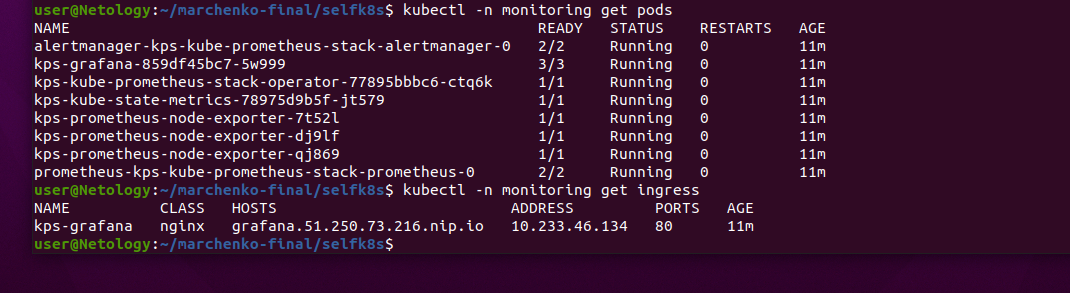 user@Netology:~/marchenko-final/selfk8s$ kubectl -n monitoring get pods
NAME READY STATUS RESTARTS AGE
alertmanager-kps-kube-prometheus-stack-alertmanager-0 2/2 Running 0 11m
kps-grafana-859df45bc7-5w999 3/3 Running 0 11m
kps-kube-prometheus-stack-operator-77895bbbc6-ctq6k 1/1 Running 0 11m
kps-kube-state-metrics-78975d9b5f-jt579 1/1 Running 0 11m
kps-prometheus-node-exporter-7t52l 1/1 Running 0 11m
kps-prometheus-node-exporter-dj9lf 1/1 Running 0 11m
kps-prometheus-node-exporter-qj869 1/1 Running 0 11m
prometheus-kps-kube-prometheus-stack-prometheus-0 2/2 Running 0 11m
user@Netology:~/marchenko-final/selfk8s$ kubectl -n monitoring get ingress
NAME CLASS HOSTS ADDRESS PORTS AGE
kps-grafana nginx grafana.51.250.73.216.nip.io 10.233.46.134 80 11m
user@Netology:~/marchenko-final/selfk8s$